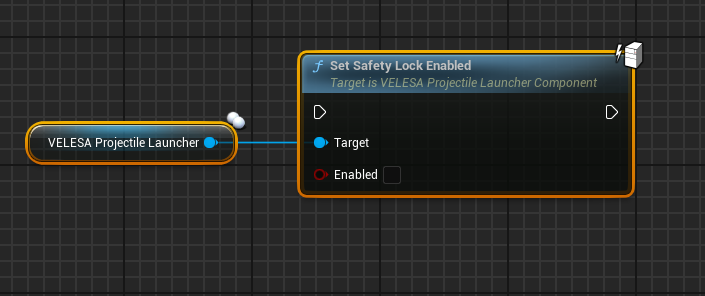 Set Safety Lock Enabled
Target is VELESA Projectile Launcher Component
VELESA Projectile Launcher
Target
Enabled